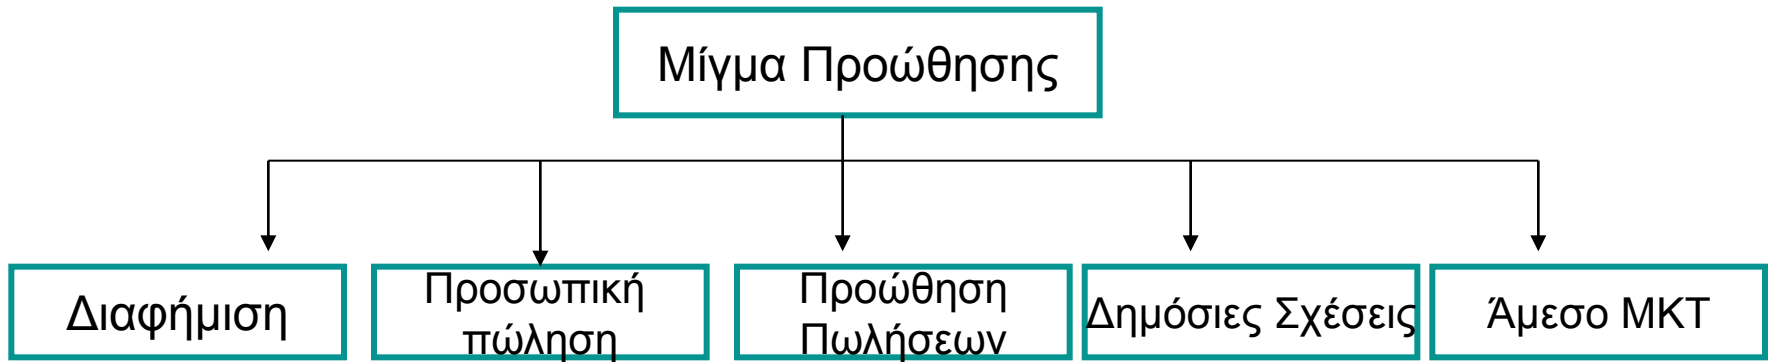 Μίγμα Προώθησης
Διαφήμιση
Προσωπική
πώληση
Προώθηση
Πωλήσεων
Δημόσιες Σχέσεις
Άμεσο ΜΚΤ